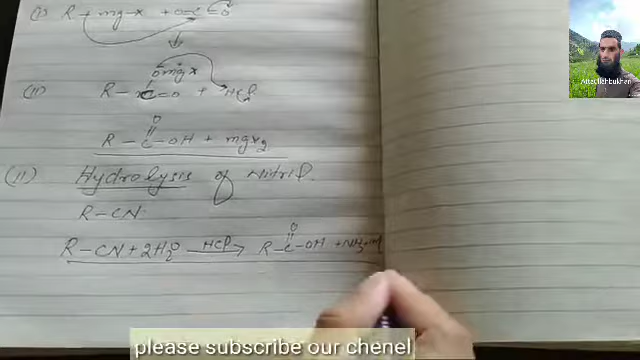 (i) R + mg-x + O=C=O
OmgX
(ii) R-C=O + HCl
O
R-C-OH + mgx2
(II) Hydrolysis of Nitril.
R-CN.
O
R-CN+2H2O HCl→ R-C-OH +NH4Cl
please subscribe our chenel
Attaullahbukhari